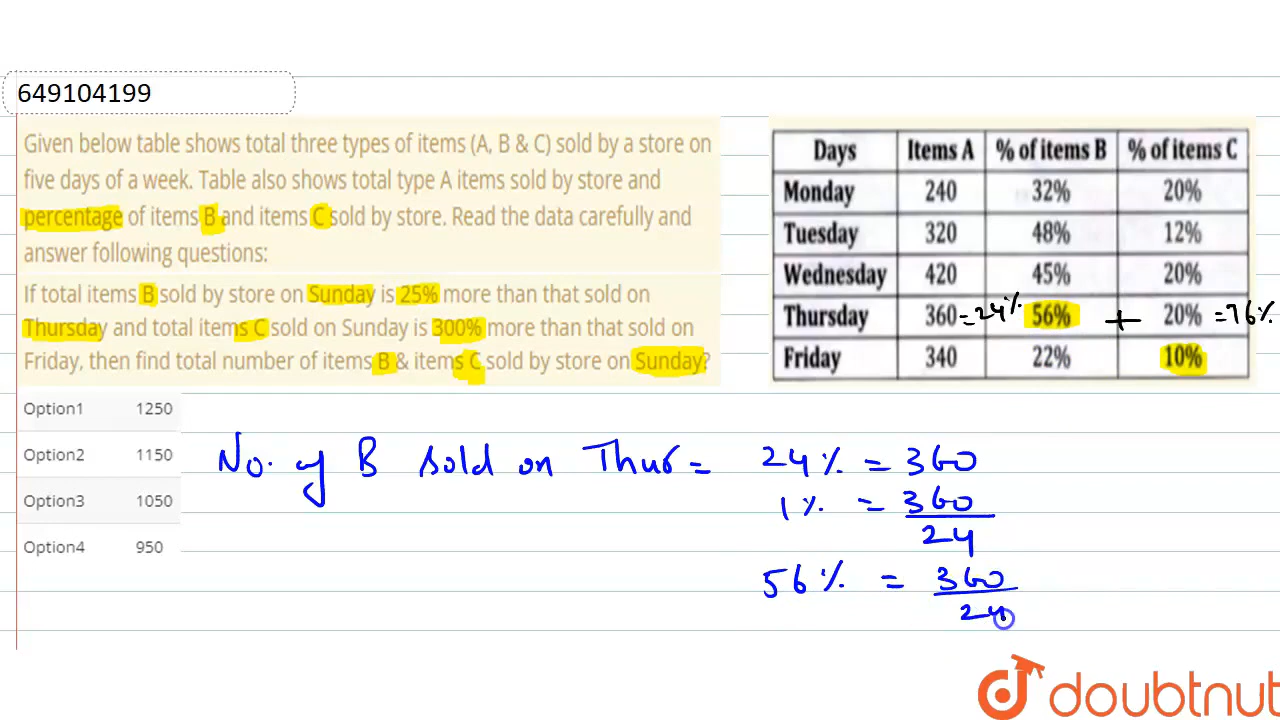 649104199
Given below table shows total three types of items (A, B & C) sold by a store on
five days of a week. Table also shows total type A items sold by store and
percentage of items B and items C sold by store. Read the data carefully and
answer following questions:
If total items B sold by store on Sunday is 25% more than that sold on
Thursday and total items C sold on Sunday is 300% more than that sold on
Friday, then find total number of items B & items C sold by store on Sunday?
Option1 1250
Option2 1150
Option3 1050
Option4 950
Days Items A % of items B % of items C
Monday 240 32% 20%
Tuesday 320 48% 12%
Wednesday 420 45% 20%
Thursday 360 = 24% 56% + 20% = 76%
Friday 340 22% 10%
No. of B sold on Thur = 24% = 360
1% = 360
24
56% = 360
24
doubtnut